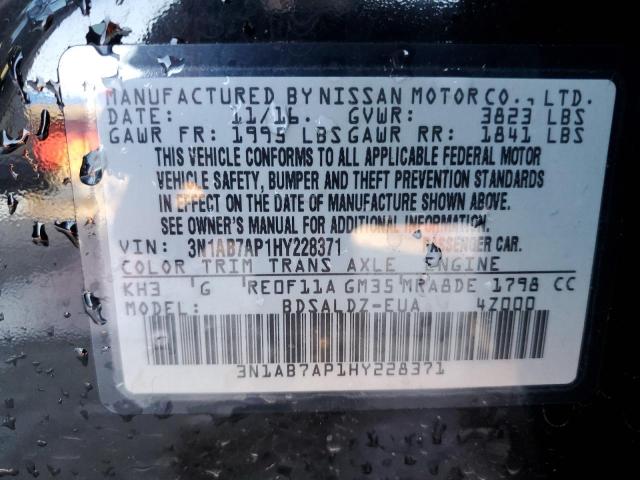 MANUFACTURED BY NISSAN MOTOR CO., LTD.
DATE: 11/16. GVWR: 3823 LBS
GAWR FR: 1995 LBS GAWR RR: 1841 LBS
THIS VEHICLE CONFORMS TO ALL APPLICABLE FEDERAL MOTOR
VEHICLE SAFETY, BUMPER AND THEFT PREVENTION STANDARDS
IN EFFECT ON THE DATE OF MANUFACTURE SHOWN ABOVE.
SEE OWNER'S MANUAL FOR ADDITIONAL INFORMATION.
VIN: 3N1AB7AP1HY228371 PASSENGER CAR.
COLOR TRIM TRANS AXLE ENGINE
KH3 G RE0F11A GM35 MRA8DE 1798 CC
MODEL: BDSALDZ-EUA 4Z000
3N1AB7AP1HY228371